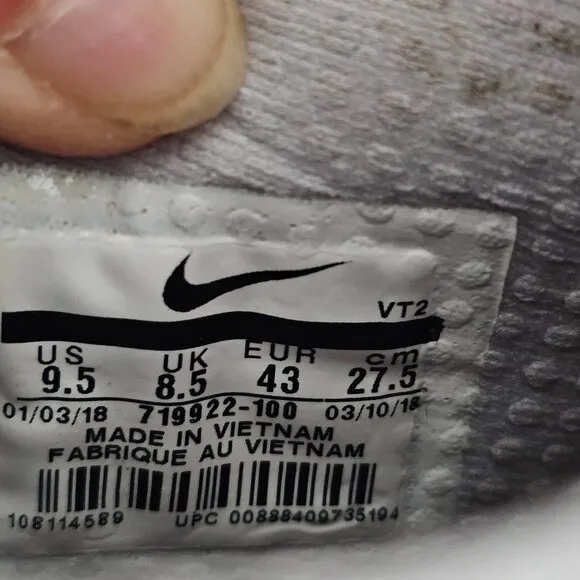 VT2
US UK EUR cm
9.5 8.5 43 27.5
01/03/18 719922-100 03/10/18
MADE IN VIETNAM
FABRIQUE AU VIETNAM
108114589 UPC 00888409735194